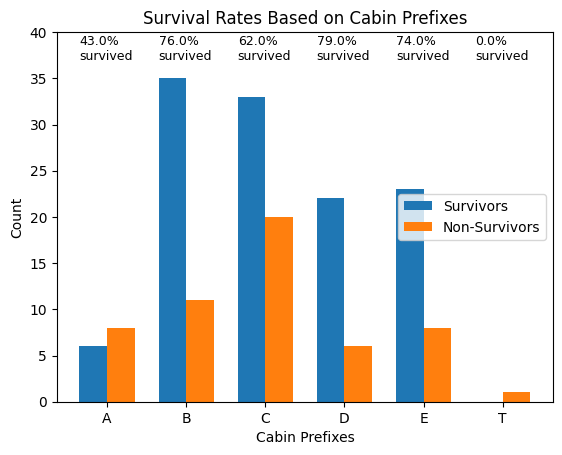 Survival Rates Based on Cabin Prefixes
43.0% survived
76.0% survived
62.0% survived
79.0% survived
74.0% survived
0.0% survived
40
35
30
25
20
15
10
5
0
Count
Survivors
Non-Survivors
A B C D E T
Cabin Prefixes